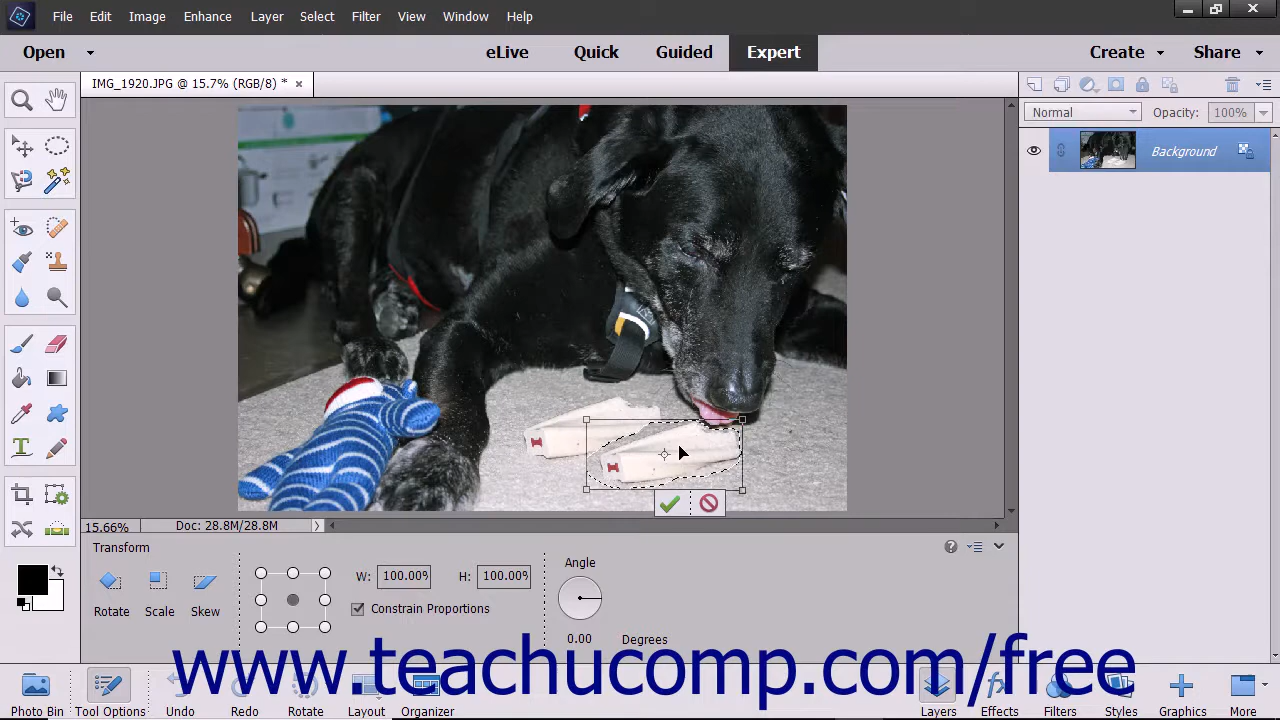 File Edit Image Enhance Layer Select Filter View Window Help
Open eLive Quick Guided Expert Create Share
IMG_1920.JPG @ 15.7% (RGB/8) * ×
Normal Opacity: 100%
Background
15.66% Doc: 28.8M/28.8M
Transform
W: 100.00% H: 100.00% Angle
Rotate Scale Skew Constrain Proportions
0.00 Degrees
www.teachucomp.com/free
Photo Bin Tool Options Undo Redo Rotate Layout Organizer Layers Effects Filters Styles Graphics More